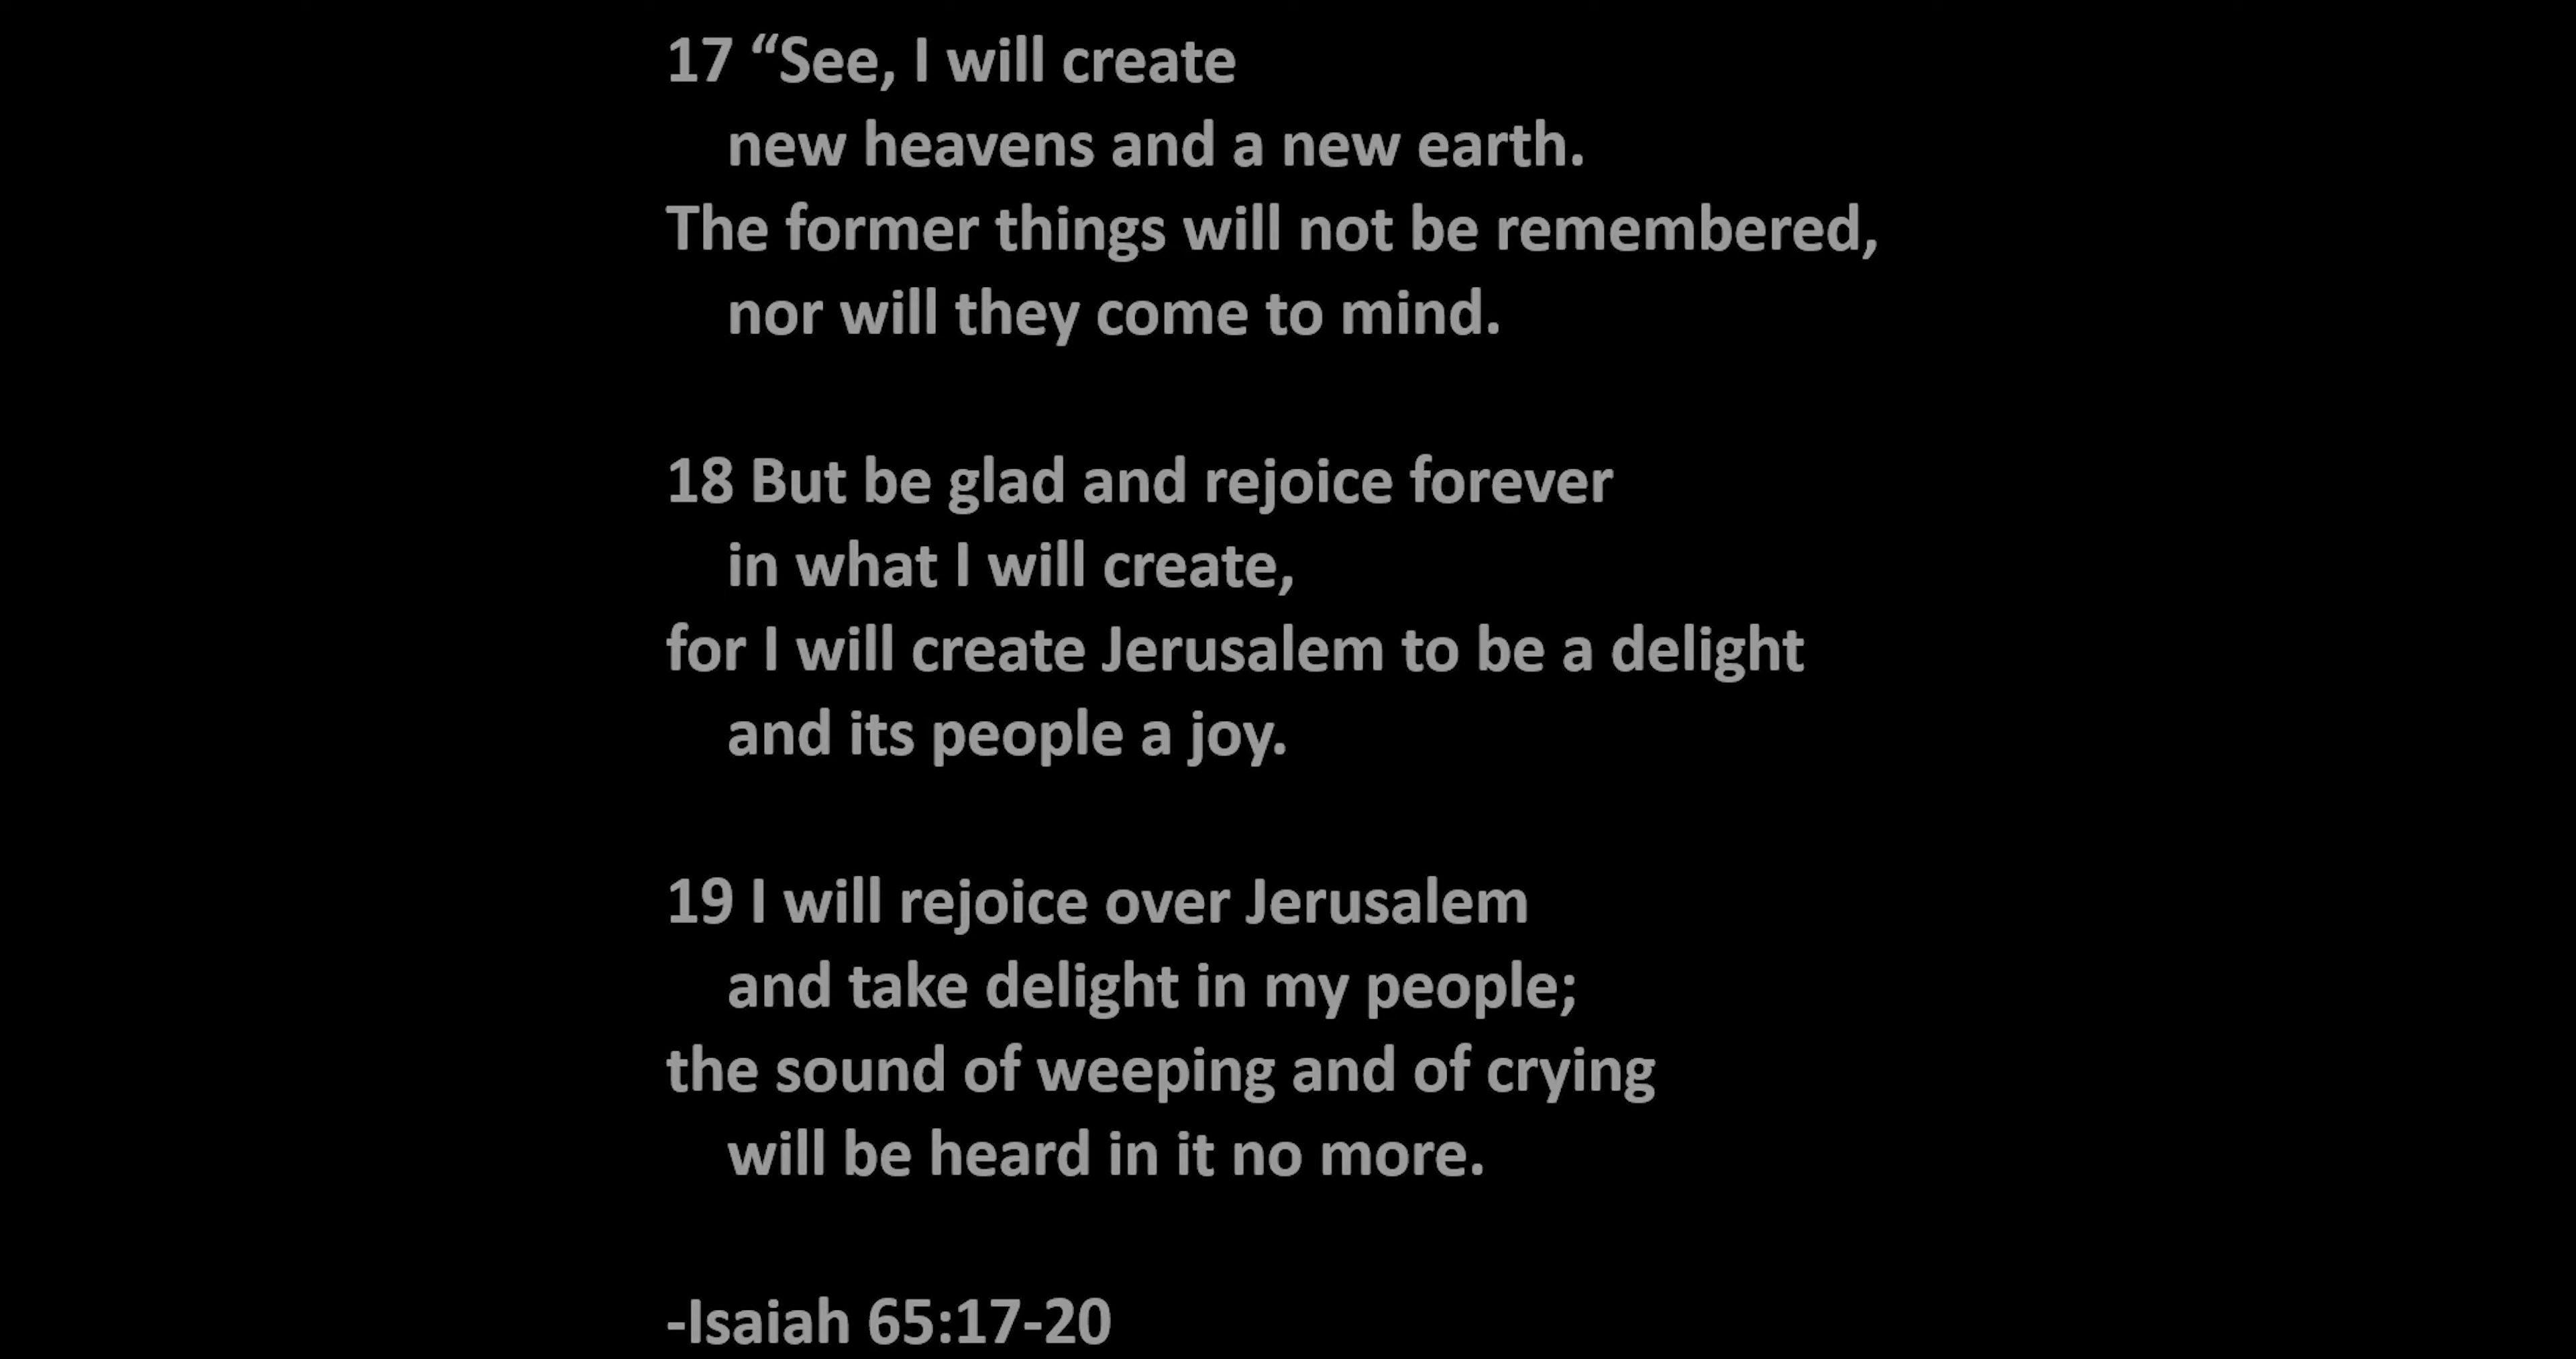 17 “See, I will create
new heavens and a new earth.
The former things will not be remembered,
nor will they come to mind.
18 But be glad and rejoice forever
in what I will create,
for I will create Jerusalem to be a delight
and its people a joy.
19 I will rejoice over Jerusalem
and take delight in my people;
the sound of weeping and of crying
will be heard in it no more.
-Isaiah 65:17-20